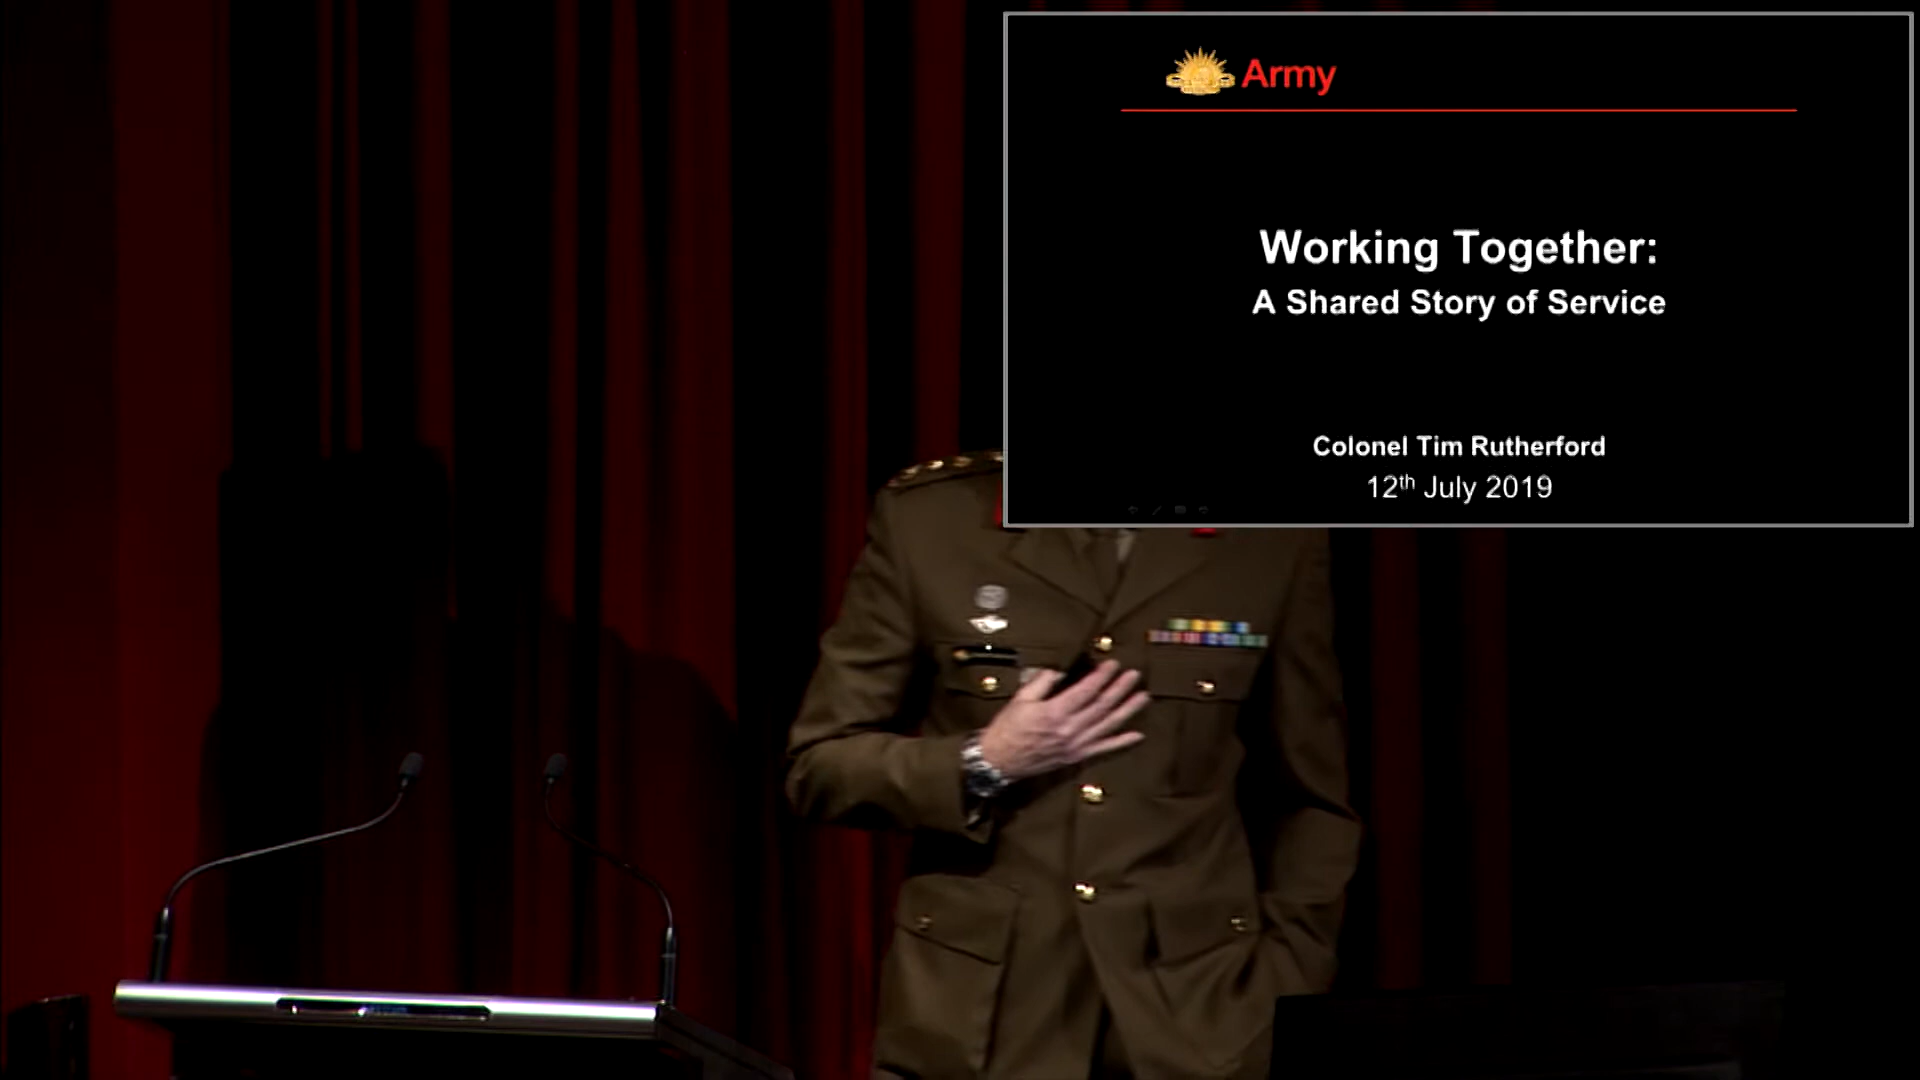 Army
Working Together:
A Shared Story of Service
Colonel Tim Rutherford
12th July 2019